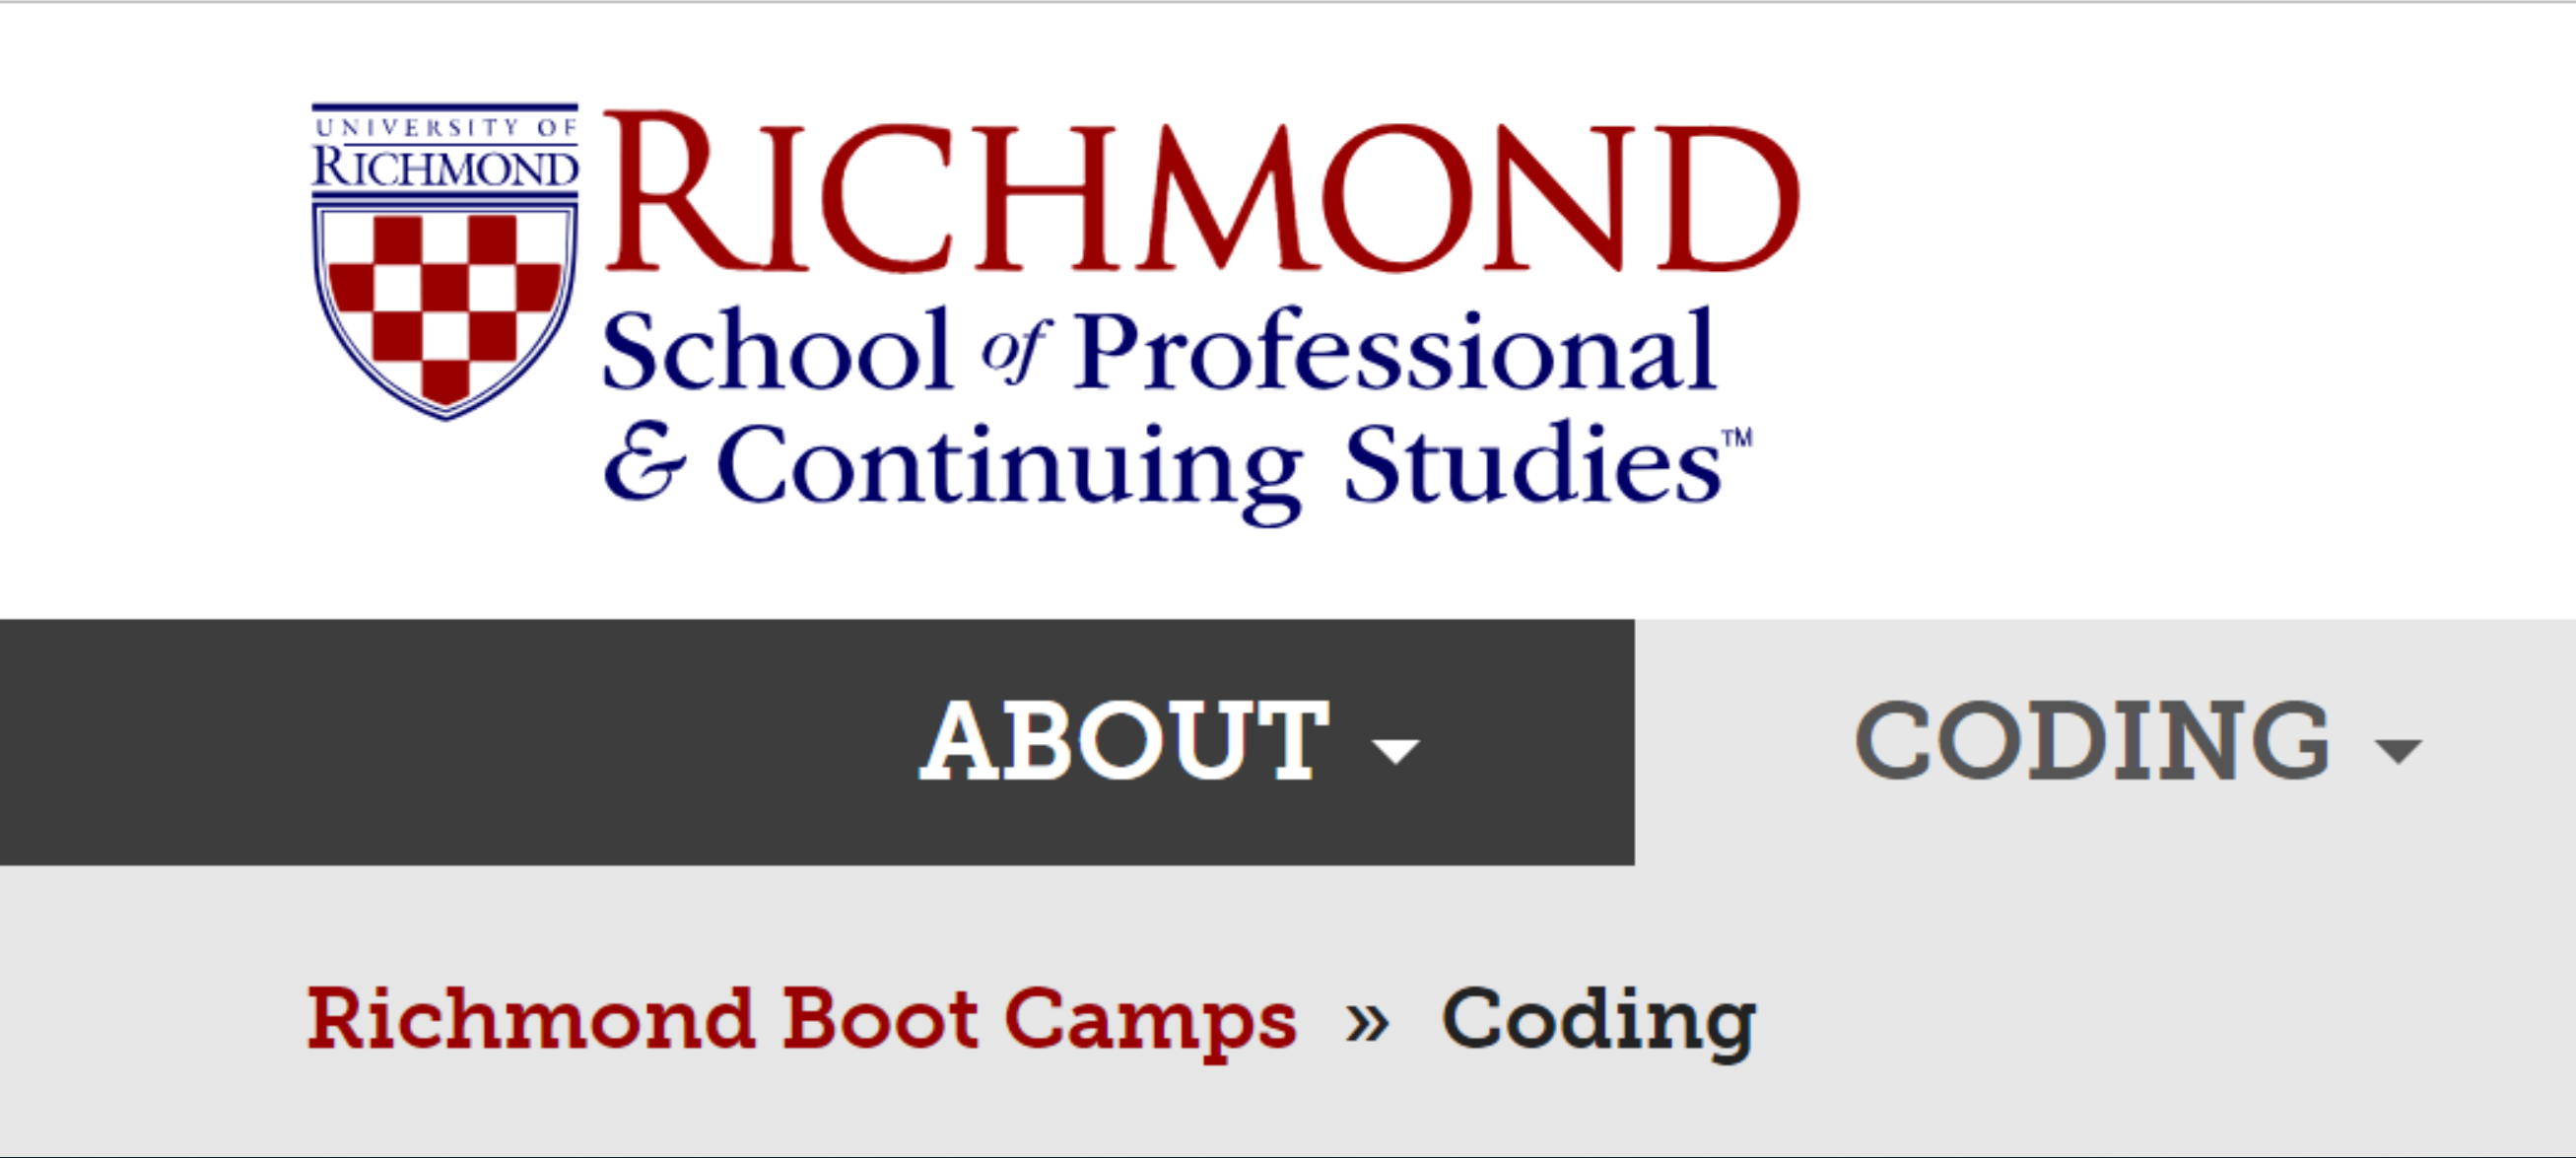 UNIVERSITY OF
RICHMOND
RICHMOND
School of Professional
& Continuing Studies™
ABOUT
CODING
Richmond Boot Camps » Coding